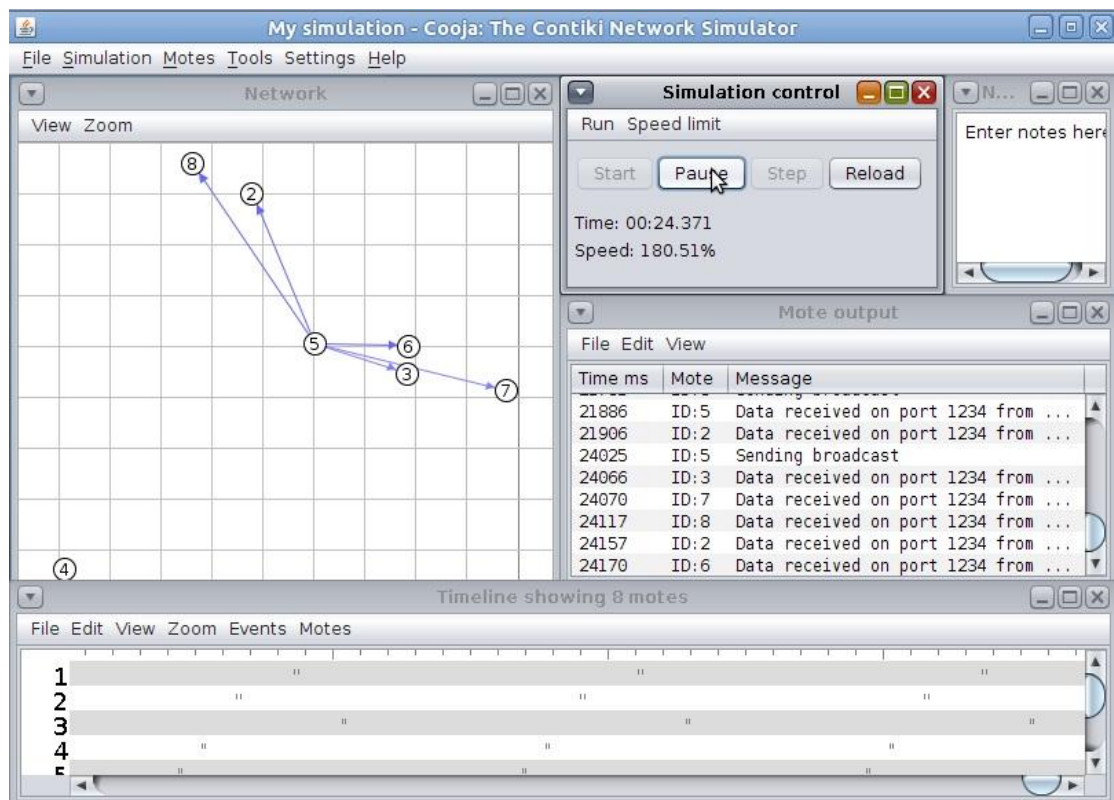 My simulation - Cooja: The Contiki Network Simulator
File Simulation Motes Tools Settings Help
Network
View Zoom
8
2
5
6
3
7
4
Simulation control
Run Speed limit
Start Pause Step Reload
Time: 00:24.371
Speed: 180.51%
N...
Enter notes here
Mote output
File Edit View
Time ms Mote Message
21886 ID:5 Data received on port 1234 from ...
21906 ID:2 Data received on port 1234 from ...
24025 ID:5 Sending broadcast
24066 ID:3 Data received on port 1234 from ...
24070 ID:7 Data received on port 1234 from ...
24117 ID:8 Data received on port 1234 from ...
24157 ID:2 Data received on port 1234 from ...
24170 ID:6 Data received on port 1234 from ...
Timeline showing 8 motes
File Edit View Zoom Events Motes
1
2
3
4
5